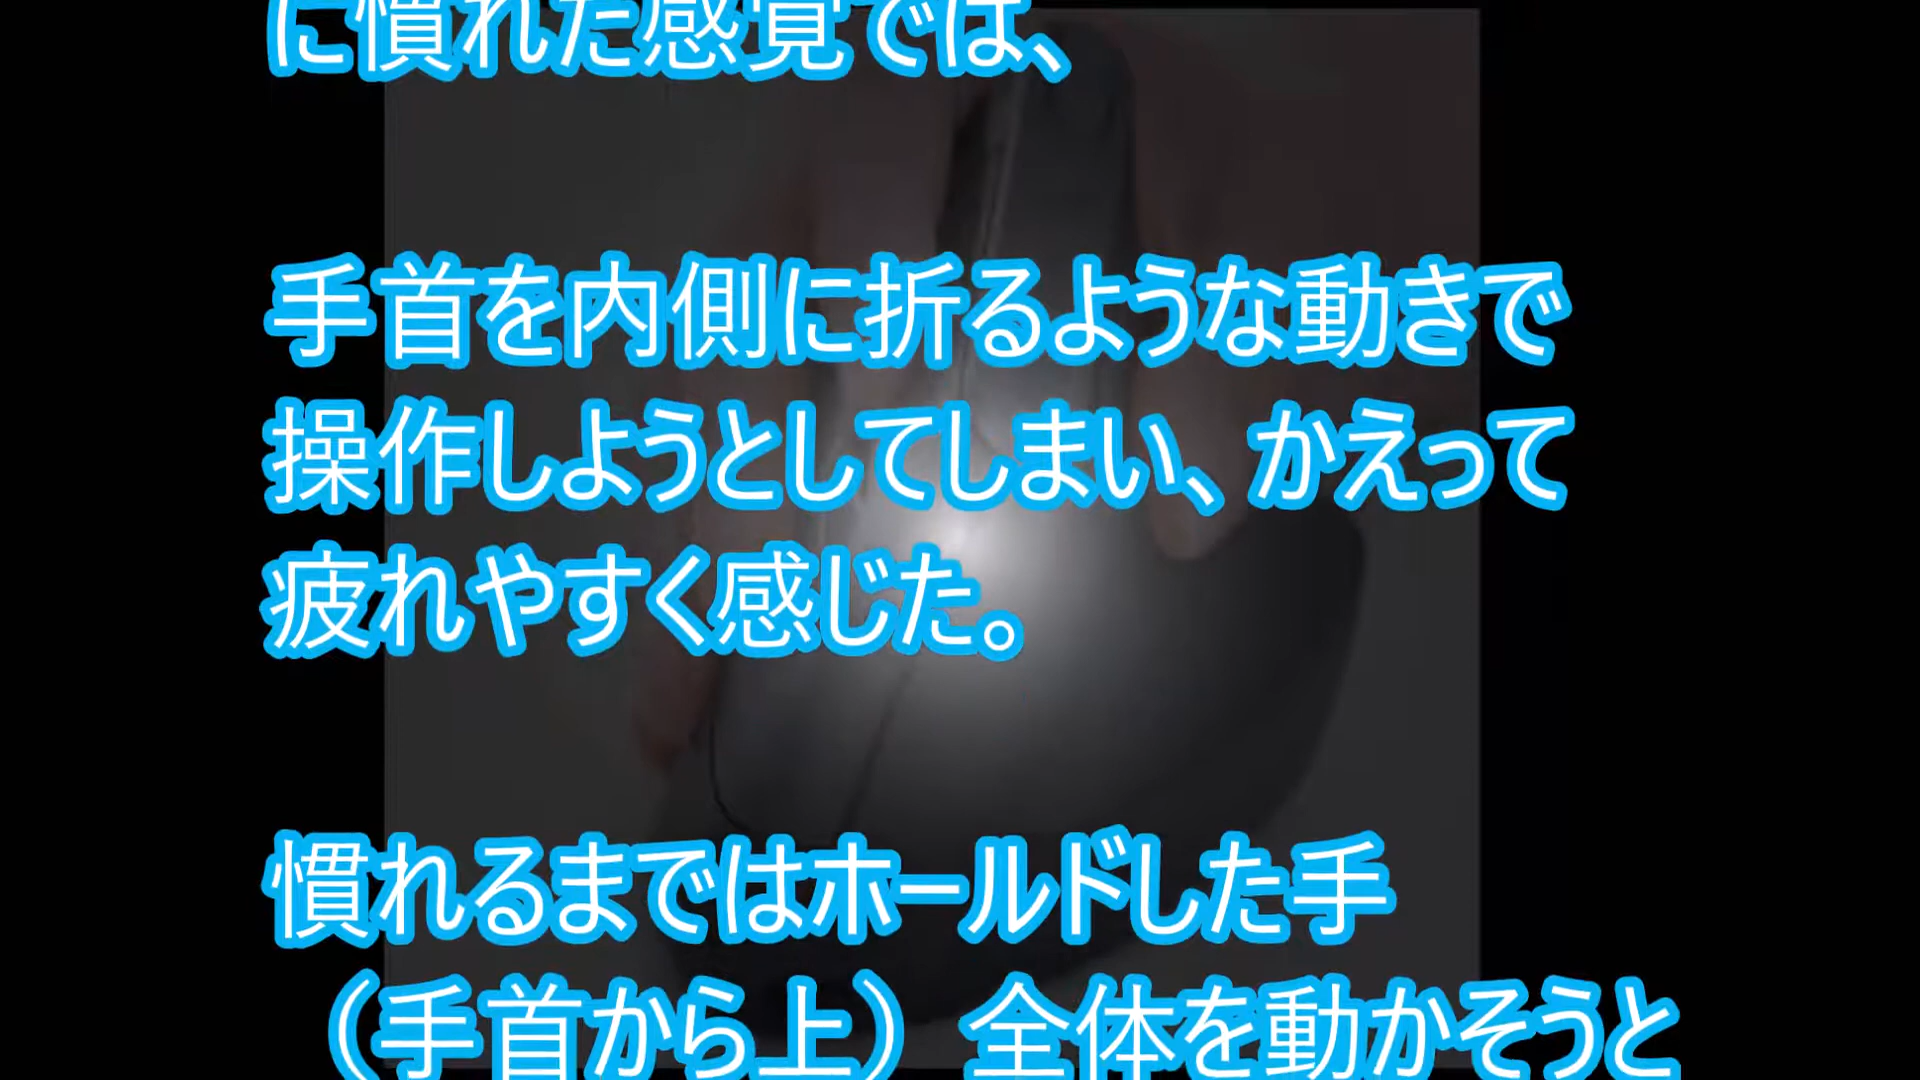 に慣れた感覚では、
手首を内側に折るような動きで
操作しようとしてしまい、かえって
疲れやすく感じた。
慣れるまではホールドした手
（手首から上）全体を動かそうと